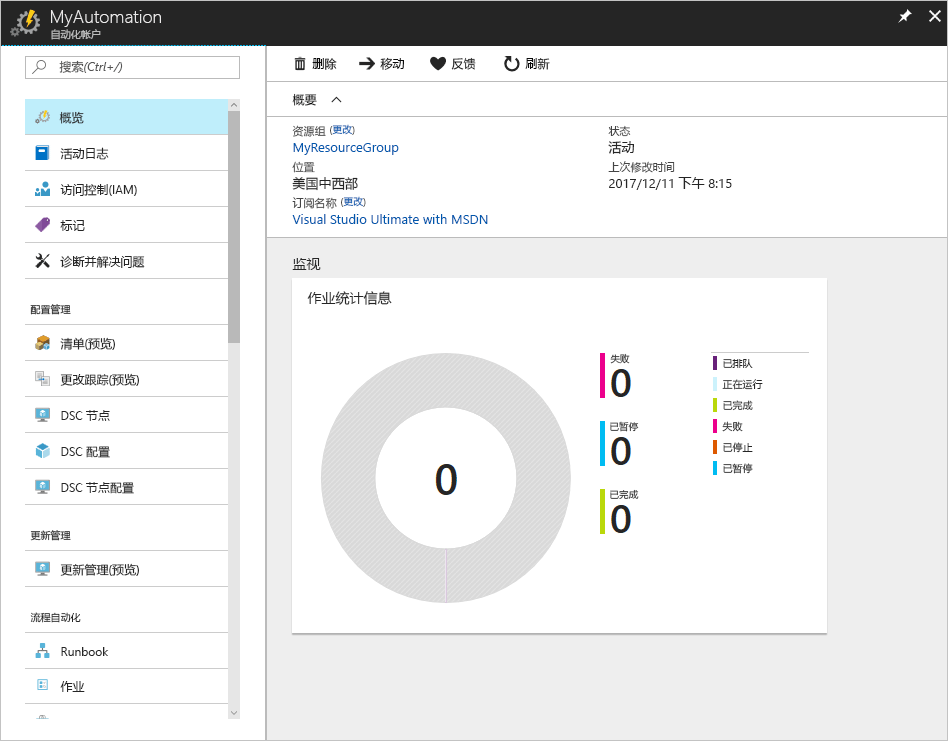 MyAutomation
自动化帐户
搜索(Ctrl+/)
概览
活动日志
访问控制(IAM)
标记
诊断并解决问题
配置管理
清单(预览)
更改跟踪(预览)
DSC 节点
DSC 配置
DSC 节点配置
更新管理
更新管理(预览)
流程自动化
Runbook
作业
删除 移动 反馈 刷新
概要
资源组 (更改)
MyResourceGroup
位置
美国中西部
订阅名称 (更改)
Visual Studio Ultimate with MSDN
状态
活动
上次修改时间
2017/12/11 下午 8:15
监视
作业统计信息
0
失败
0
已暂停
0
已完成
0
已排队
正在运行
已完成
失败
已停止
已暂停